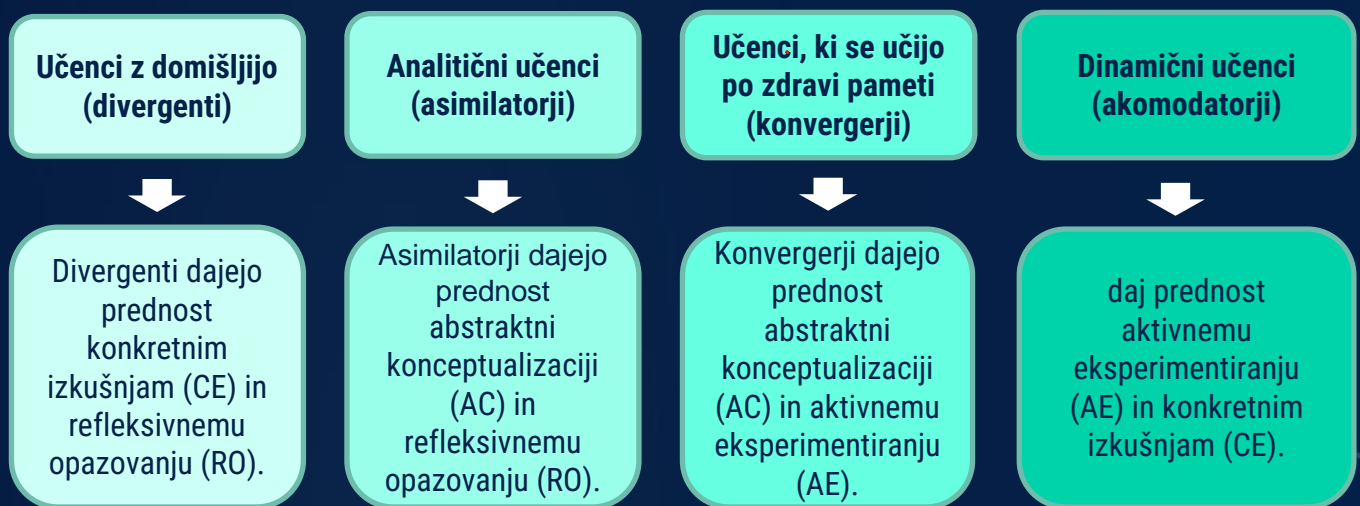 Učenci z domišljijo
(divergenti)
Analitični učenci
(asimilatorji)
Učenci, ki se učijo
po zdravi pameti
(konvergerji)
Dinamični učenci
(akomodatorji)
Divergenti dajejo
prednost
konkretnim
izkušnjam (CE) in
refleksivnemu
opazovanju (RO).
Asimilatorji dajejo
prednost
abstraktni
konceptualizaciji
(AC) in
refleksivnemu
opazovanju (RO).
Konvergerji dajejo
prednost
abstraktni
konceptualizaciji
(AC) in aktivnemu
eksperimentiranju
(AE).
daj prednost
aktivnemu
eksperimentiranju
(AE) in konkretnim
izkušnjam (CE).